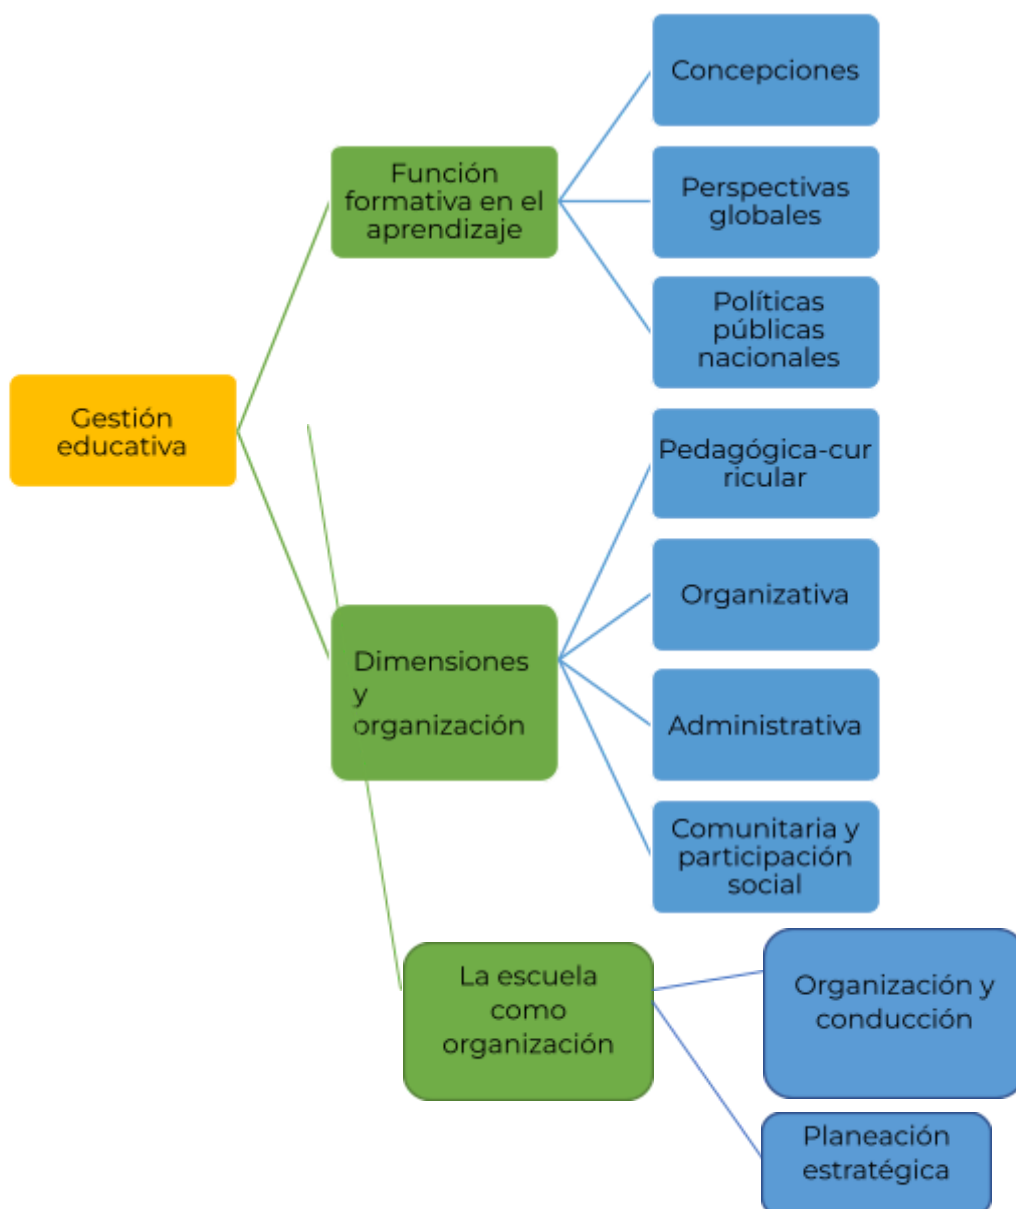 Concepciones
Función
formativa en el
aprendizaje
Perspectivas
globales
Políticas
públicas
nacionales
Gestión
educativa
Pedagógica-cur
ricular
Organizativa
Dimensiones
y
organización
Administrativa
Comunitaria y
participación
social
La escuela
como
organización
Organización y
conducción
Planeación
estratégica